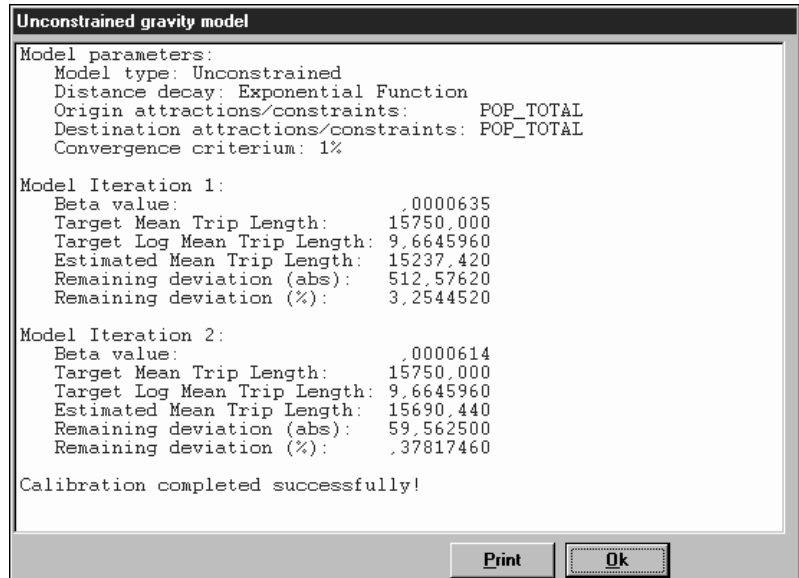 Unconstrained gravity model
Model parameters:
Model type: Unconstrained
Distance decay: Exponential Function
Origin attractions/constraints: POP_TOTAL
Destination attractions/constraints: POP_TOTAL
Convergence criterium: 1%
Model Iteration 1:
Beta value: ,0000635
Target Mean Trip Length: 15750,000
Target Log Mean Trip Length: 9,6645960
Estimated Mean Trip Length: 15237,420
Remaining deviation (abs): 512,57620
Remaining deviation (%): 3,2544520
Model Iteration 2:
Beta value: ,0000614
Target Mean Trip Length: 15750,000
Target Log Mean Trip Length: 9,6645960
Estimated Mean Trip Length: 15690,440
Remaining deviation (abs): 59,562500
Remaining deviation (%): ,37817460
Calibration completed successfully!
Print Ok